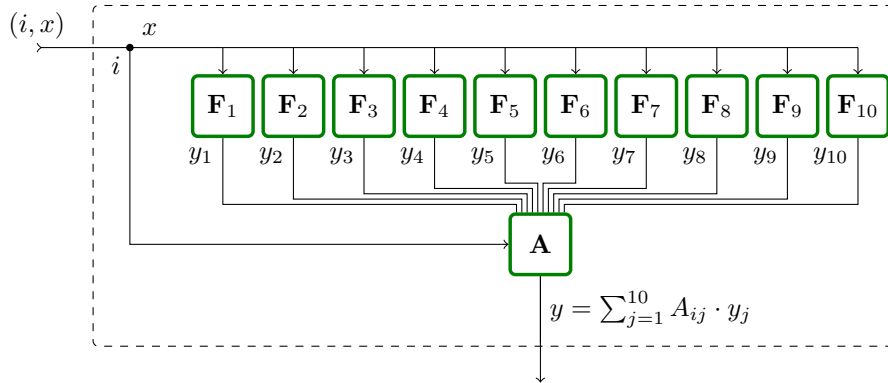 (i, x)
x
i
F₁ F₂ F₃ F₄ F₅ F₆ F₇ F₈ F₉ F₁₀
y₁ y₂ y₃ y₄ y₅ y₆ y₇ y₈ y₉ y₁₀
A
y = ∑_{j=1}^{10} A_{ij} · y_j